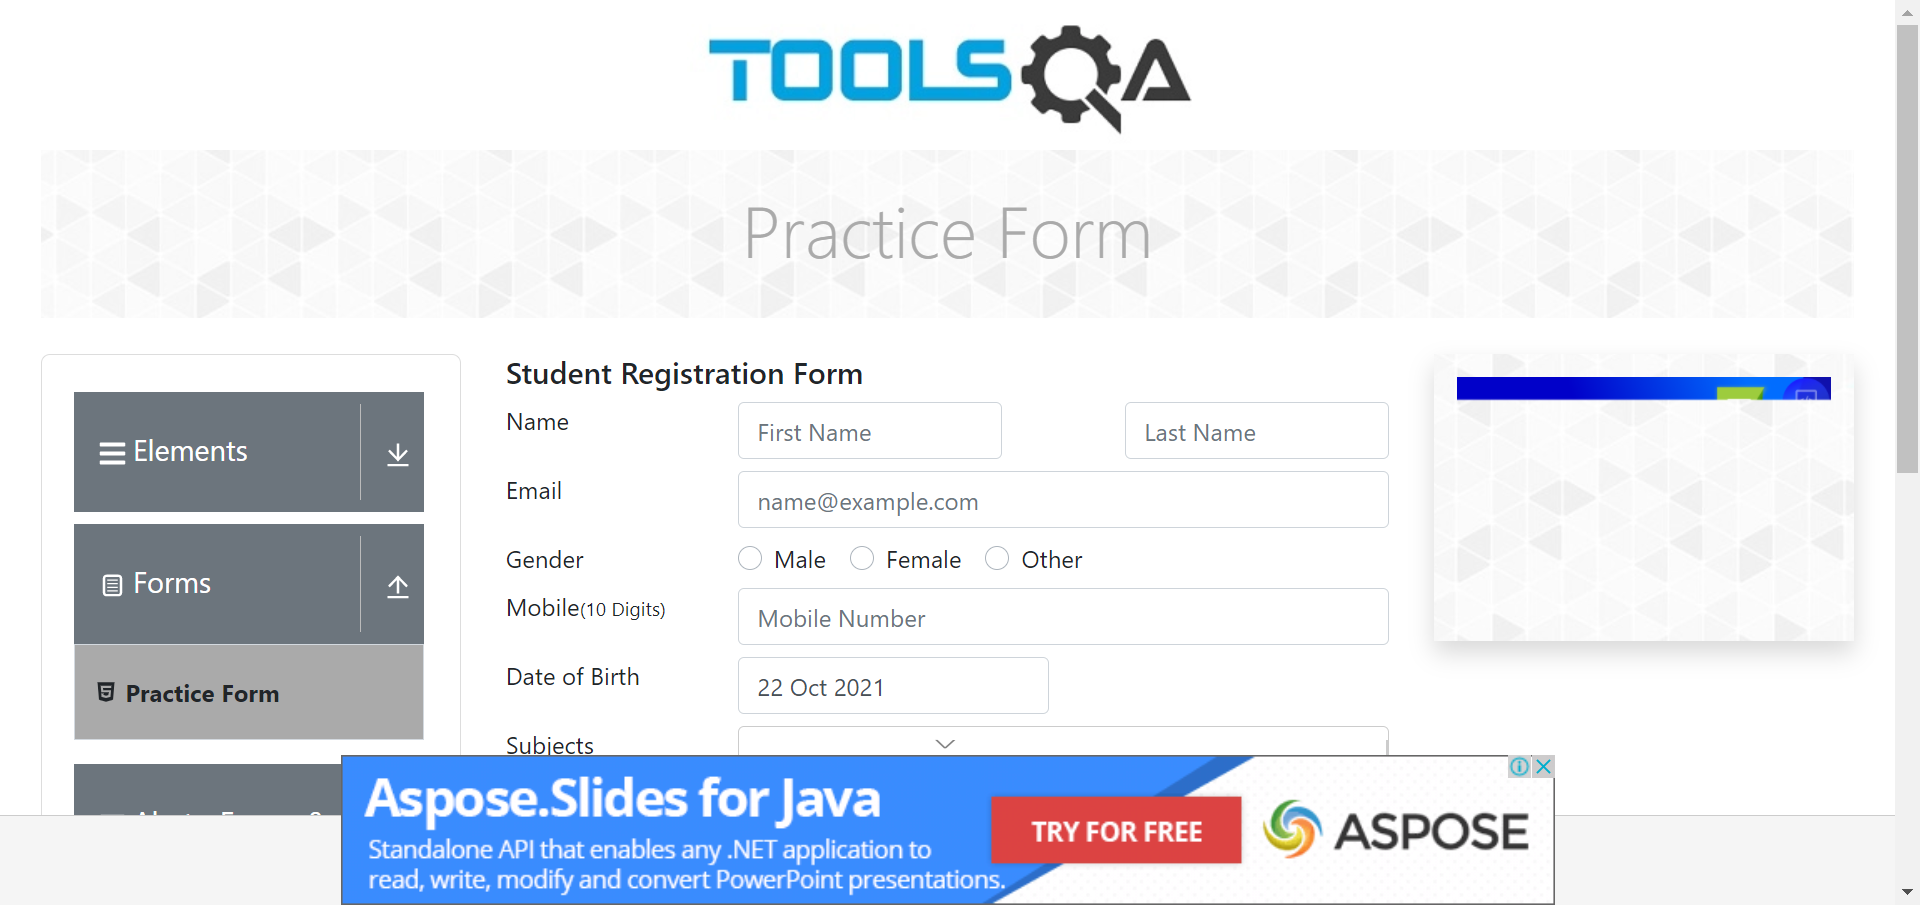 TOOLSQA
Practice Form
Elements
Forms
Practice Form
Student Registration Form
Name
First Name
Last Name
Email
name@example.com
Gender
Male
Female
Other
Mobile(10 Digits)
Mobile Number
Date of Birth
22 Oct 2021
Subjects
Aspose.Slides for Java
Standalone API that enables any .NET application to
read, write, modify and convert PowerPoint presentations.
TRY FOR FREE
ASPOSE